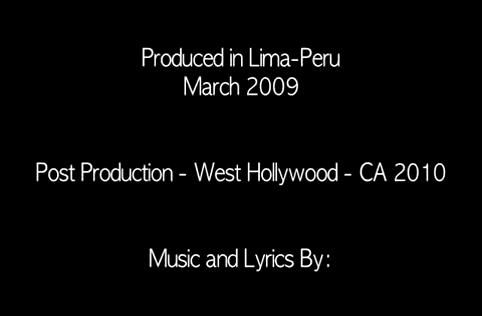 Produced in Lima-Peru
March 2009
Post Production - West Hollywood - CA 2010
Music and Lyrics By: